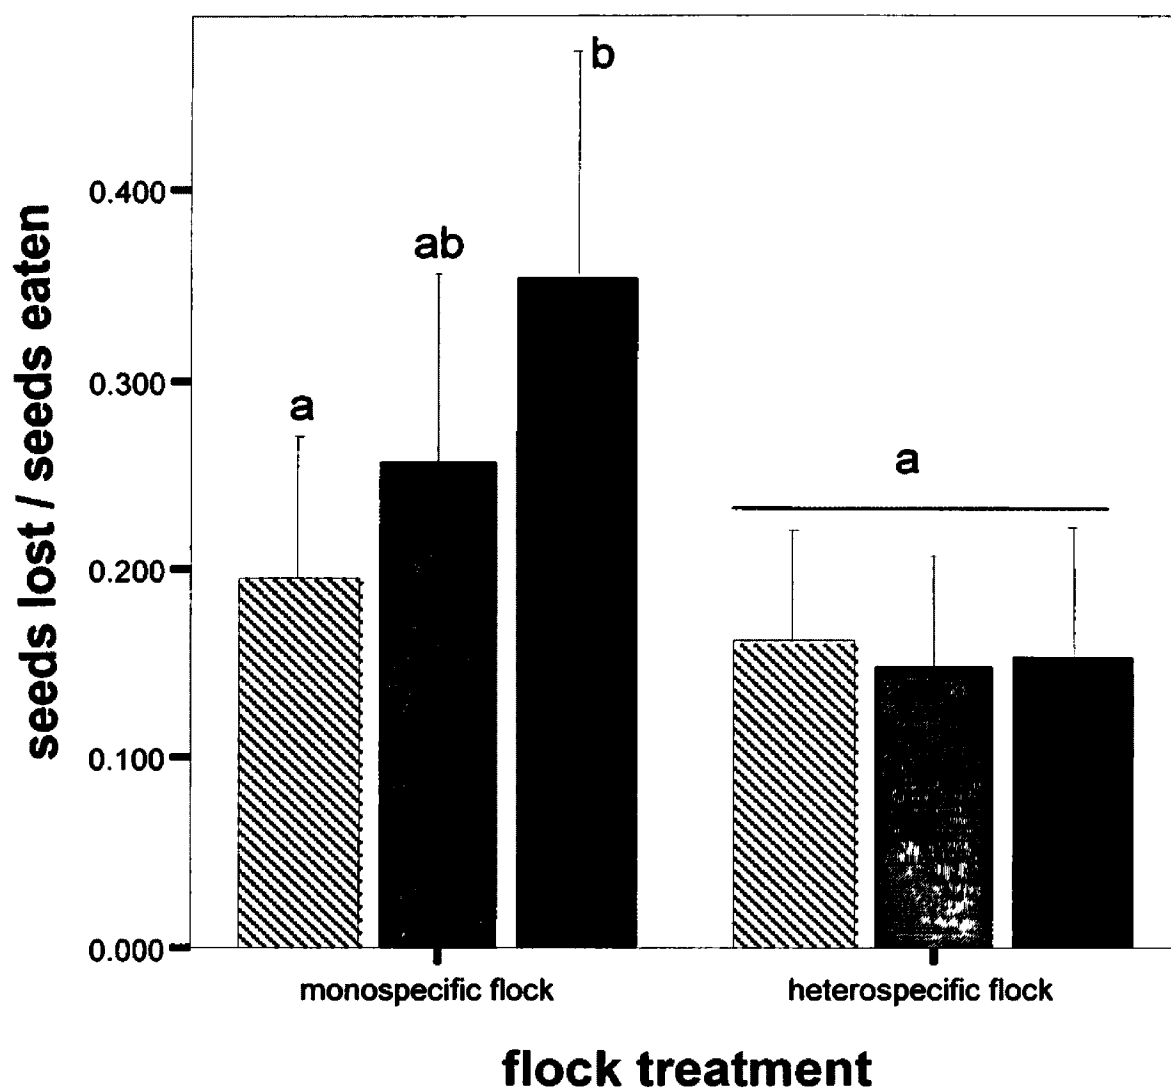 b
0.400
ab
seeds lost / seeds eaten
a
0.300
a
0.200
0.100
0.000
monospecific flock heterospecific flock
flock treatment